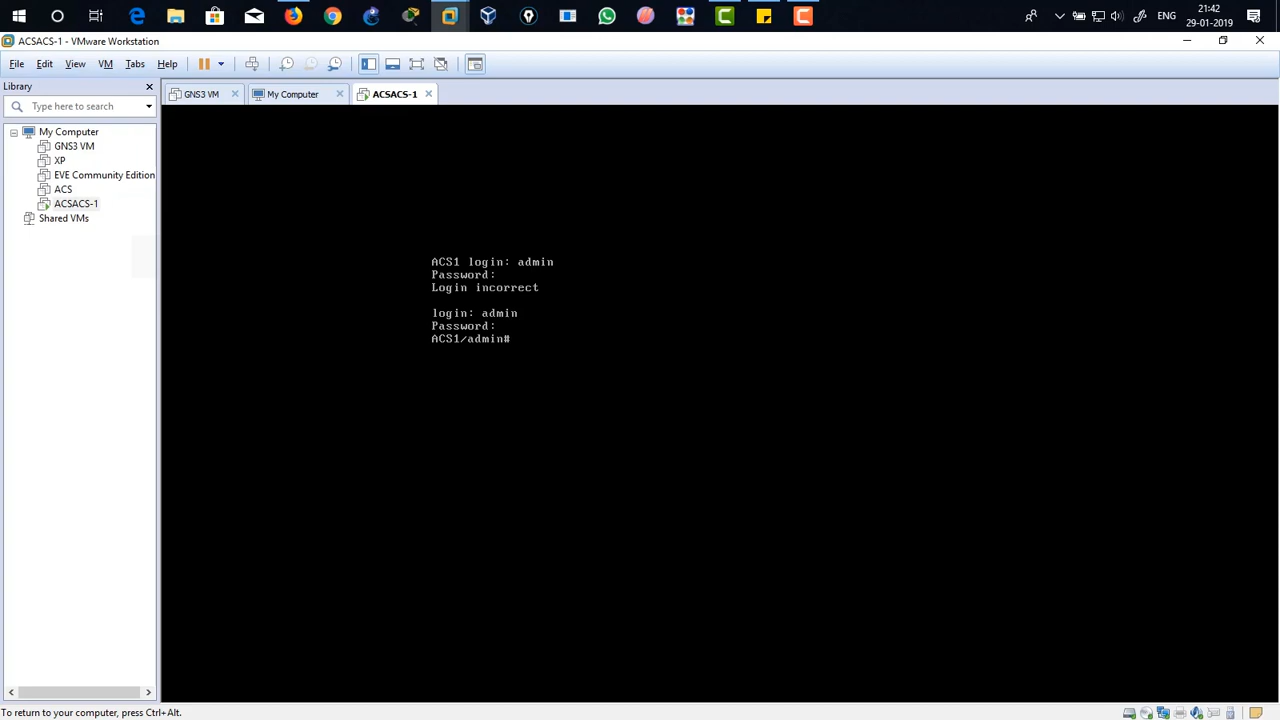 21:42
ENG
29-01-2019
ACSACS-1 - VMware Workstation
File Edit View VM Tabs Help
Library
Type here to search
GNS3 VM My Computer ACSACS-1
My Computer
GNS3 VM
XP
EVE Community Edition
ACS
ACSACS-1
Shared VMs
ACS1 login: admin
Password:
Login incorrect
login: admin
Password:
ACS1/admin#
To return to your computer, press Ctrl+Alt.